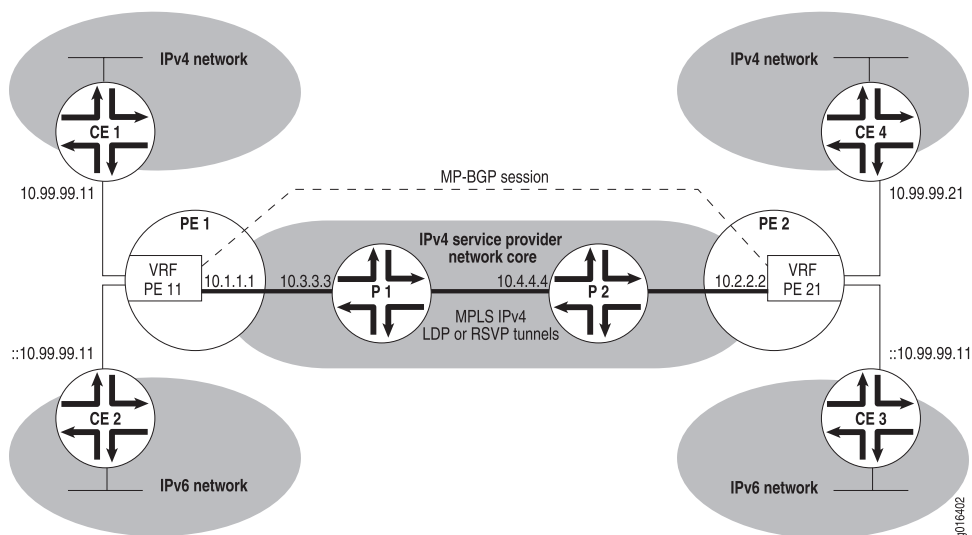 IPv4 network
IPv4 network
CE 1
CE 4
10.99.99.11
10.99.99.21
MP-BGP session
PE 1
PE 2
IPv4 service provider
network core
VRF
PE 11
10.1.1.1
10.3.3.3
P 1
10.4.4.4
P 2
10.2.2.2
VRF
PE 21
MPLS IPv4
LDP or RSVP tunnels
::10.99.99.11
::10.99.99.11
CE 2
CE 3
IPv6 network
IPv6 network
g016402